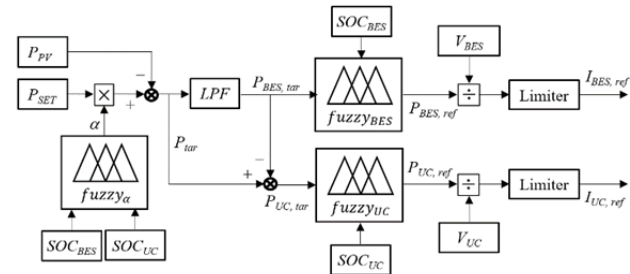 SOC_BES
V_BES
P_PV
I_BES, ref
−
P_SET
×
+
LPF
P_BES, tar
fuzzy_BES
P_BES, ref
÷
Limiter
α
P_tar
fuzzy_α
−
+
P_UC, tar
fuzzy_UC
P_UC, ref
÷
Limiter
I_UC, ref
SOC_BES
SOC_UC
SOC_UC
V_UC